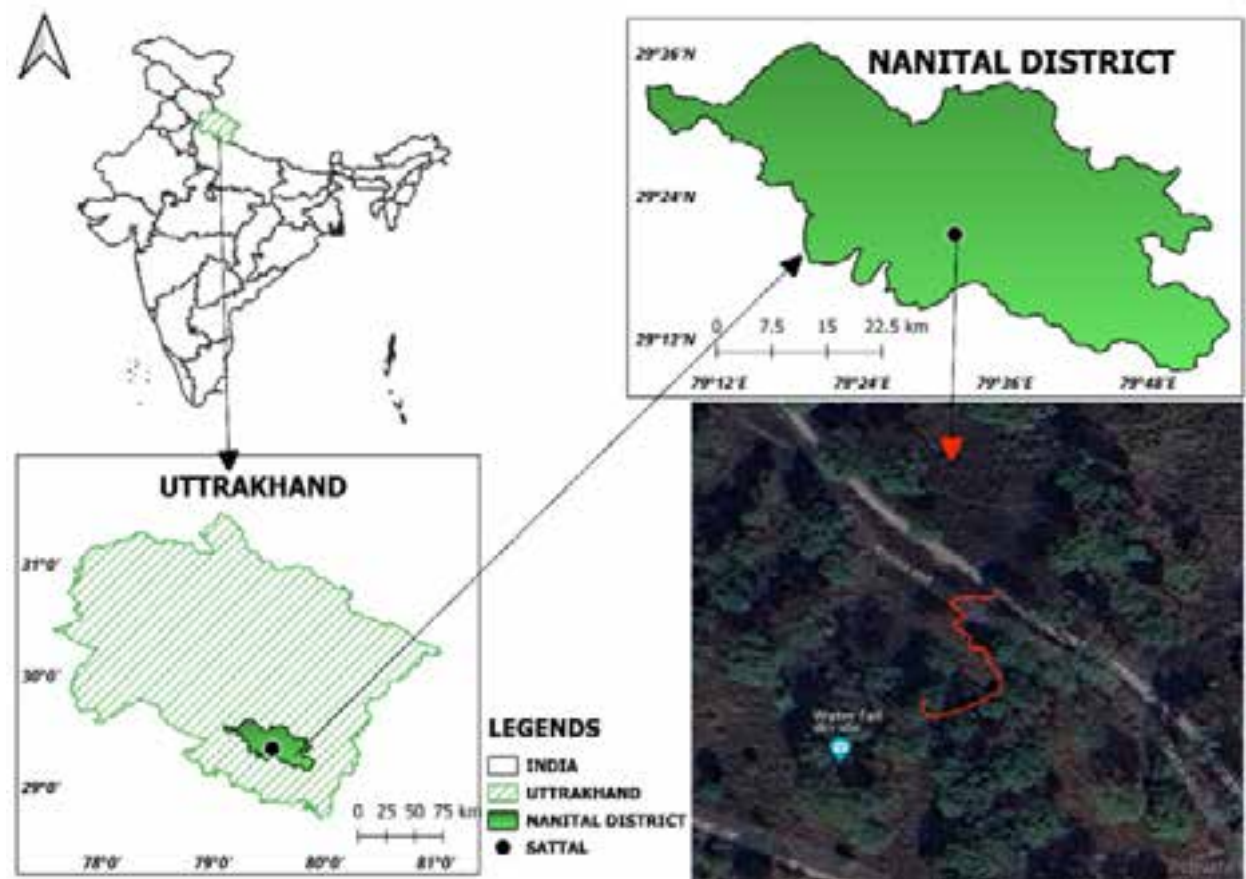 NANITAL DISTRICT
29°36'N
29°24'N
29°12'N
0 7.5 15 22.5 km
79°12'E 79°24'E 79°36'E 79°48'E
UTTRAKHAND
31°0'
30°0'
29°0'
0 25 50 75 km
78°0' 79°0' 80°0' 81°0'
LEGENDS
INDIA
UTTRAKHAND
NANITAL DISTRICT
SATTAL
Water fall